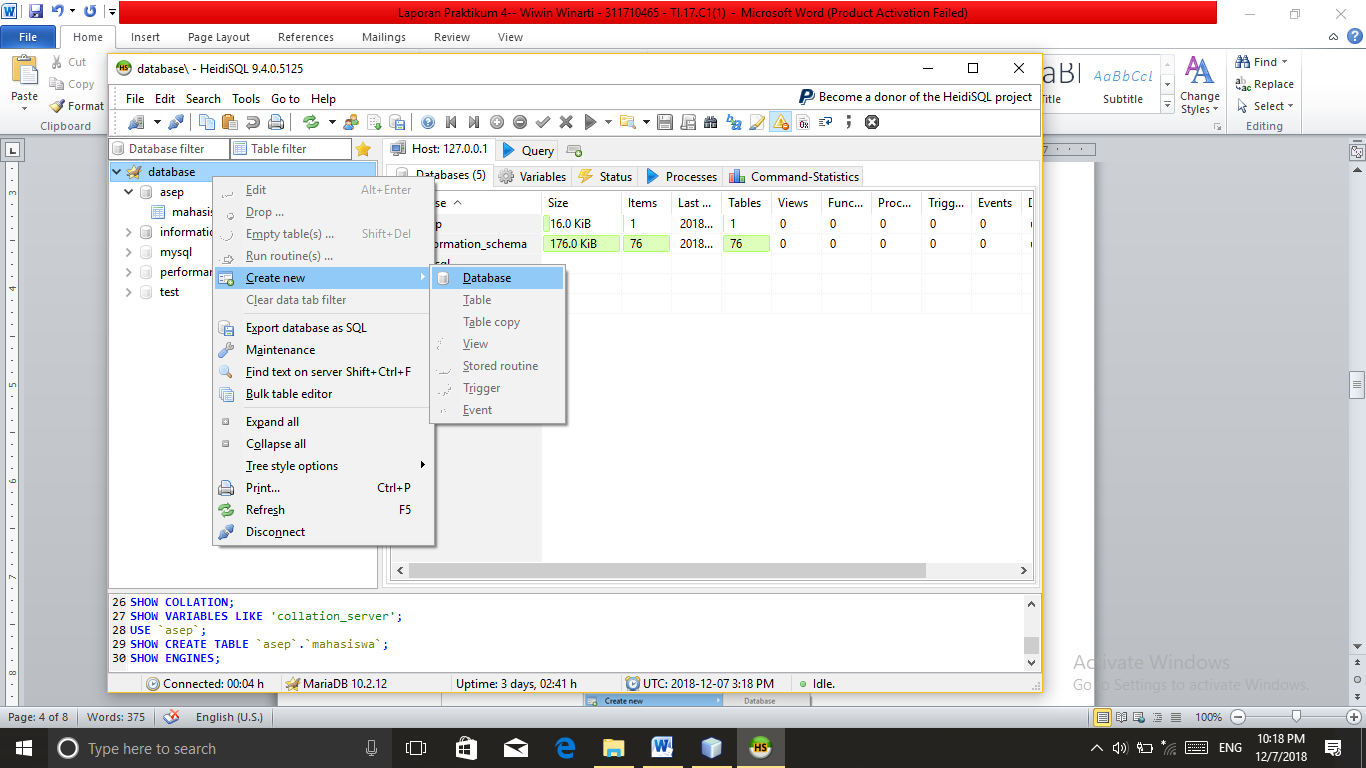 Laporan Praktikum 4-- Wiwin Winarti - 311710465 - TI.17.C1(1) - Microsoft Word (Product Activation Failed)
File Home Insert Page Layout References Mailings Review View
Paste
Cut
Copy
Format
Clipboard
AaBbCcL
Title
Subtitle
Change
Styles
Find
Replace
Select
Editing
database\ - HeidiSQL 9.4.0.5125
File Edit Search Tools Go to Help
Become a donor of the HeidiSQL project
Database filter Table filter
Host: 127.0.0.1 Query
Databases (5) Variables Status Processes Command-Statistics
database
asep
mahasis
informatio
mysql
performan
test
Edit Alt+Enter
Drop ...
Empty table(s) ... Shift+Del
Run routine(s) ...
Create new
Clear data tab filter
Export database as SQL
Maintenance
Find text on server Shift+Ctrl+F
Bulk table editor
Expand all
Collapse all
Tree style options
Print... Ctrl+P
Refresh F5
Disconnect
Database
Table
Table copy
View
Stored routine
Trigger
Event
se Size Items Last ... Tables Views Func... Proc... Trigg... Events D
p 16.0 KiB 1 2018... 1 0 0 0 0 0
ormation_schema 176.0 KiB 76 2018... 76 0 0 0 0 0
26 SHOW COLLATION;
27 SHOW VARIABLES LIKE 'collation_server';
28 USE `asep`;
29 SHOW CREATE TABLE `asep`.`mahasiswa`;
30 SHOW ENGINES;
Connected: 00:04 h MariaDB 10.2.12 Uptime: 3 days, 02:41 h UTC: 2018-12-07 3:18 PM Idle.
Create new Database
Activate Windows
Go to Settings to activate Windows.
Page: 4 of 8 Words: 375 English (U.S.) 100%
Type here to search
ENG
10:18 PM
12/7/2018